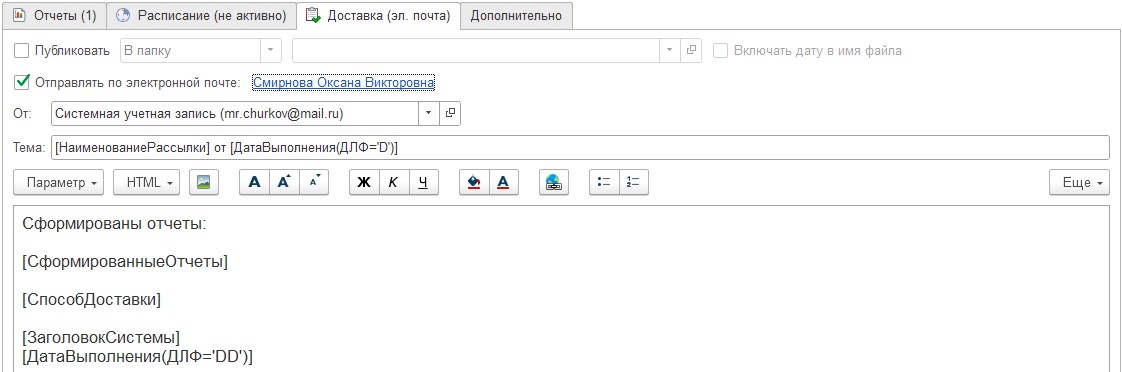 Отчеты (1) Расписание (не активно) Доставка (эл. почта) Дополнительно
Публиковать В папку Включать дату в имя файла
Отправлять по электронной почте: Смирнова Оксана Викторовна
От: Системная учетная запись (mr.churkov@mail.ru)
Тема: [НаименованиеРассылки] от [ДатаВыполнения(ДЛФ='D')]
Параметр HTML А А А Ж К Ч А Еще
Сформированы отчеты:
[СформированныеОтчеты]
[СпособДоставки]
[ЗаголовокСистемы]
[ДатаВыполнения(ДЛФ='DD')]